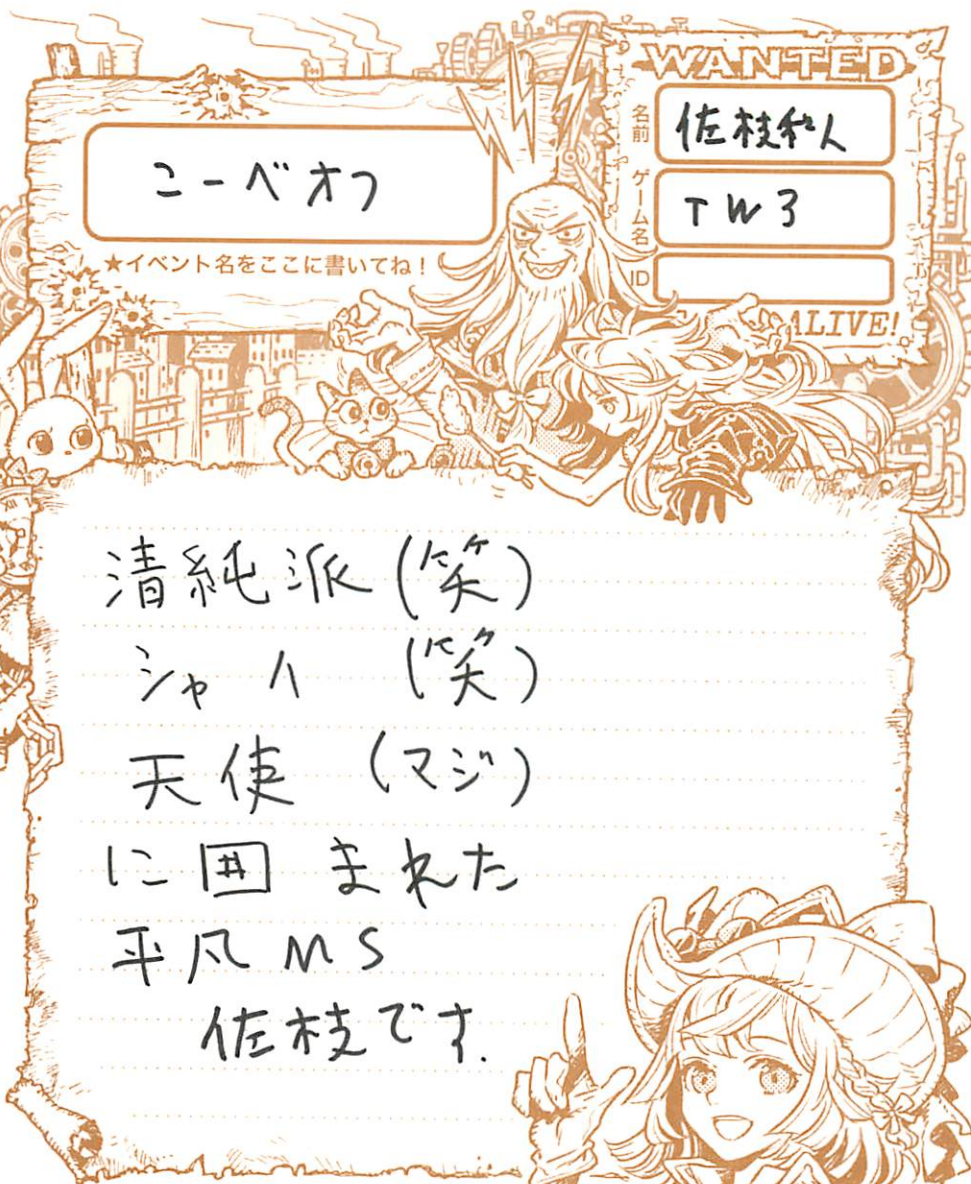 WANTED
名前 佐枝和人
ゲーム名 TW3
ID
ALIVE!
こーべオフ
★イベント名をここに書いてね!
清純派(笑)
シャイ (笑)
天使 (マジ)
に囲まれた
平凡MS
佐枝です.